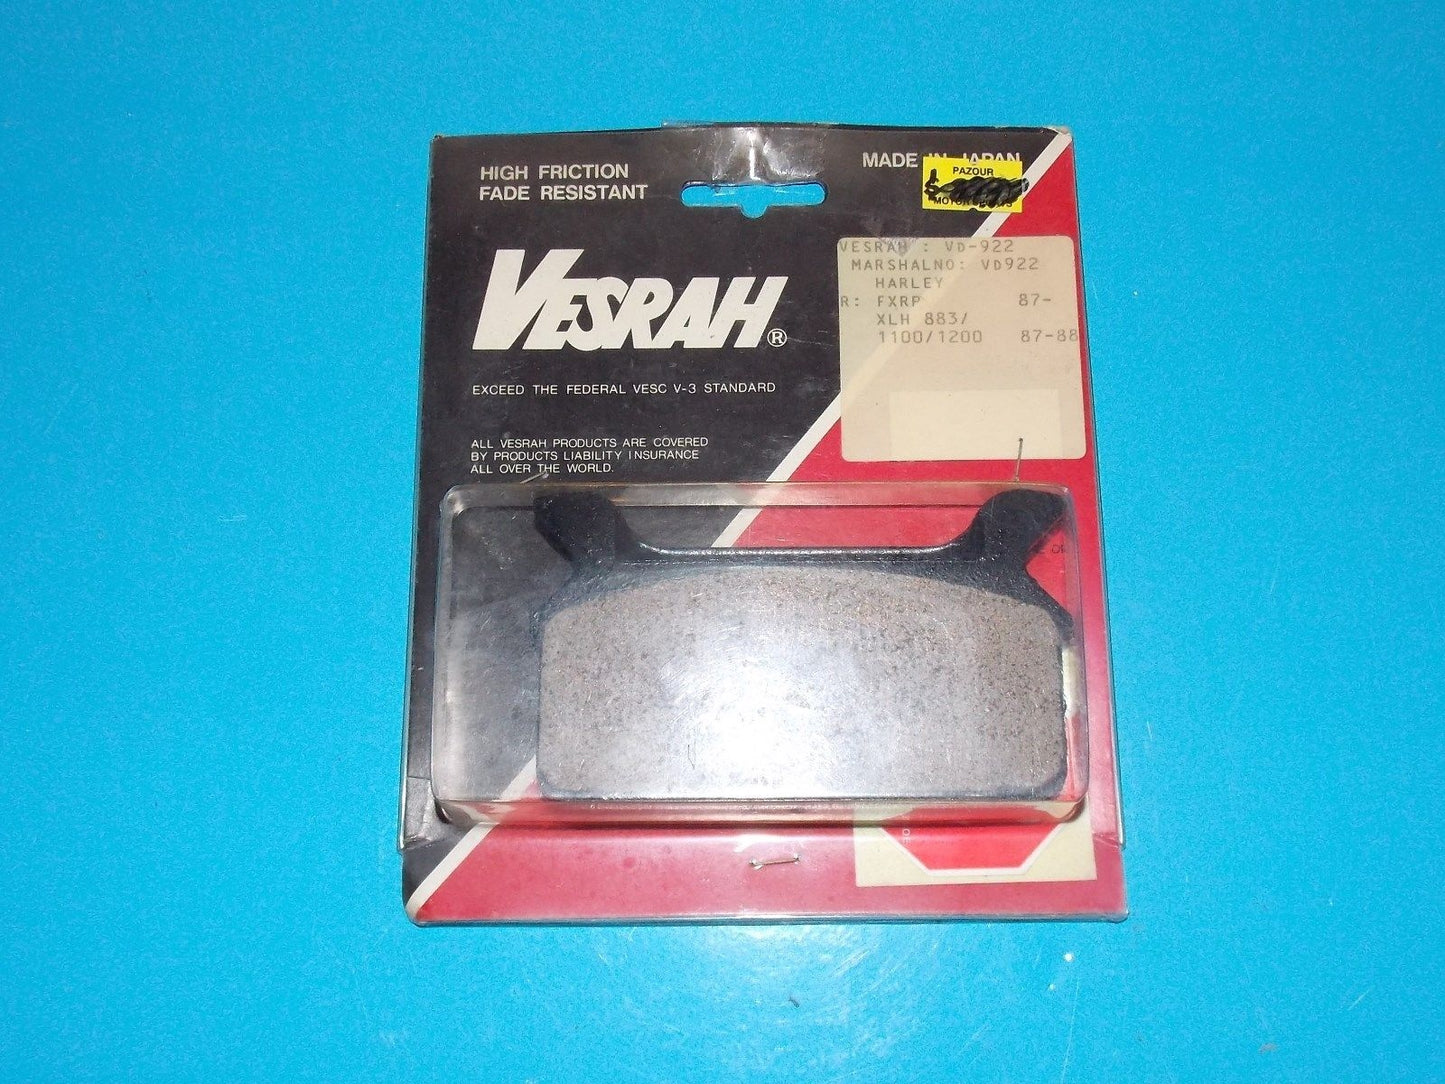 HIGH FRICTION
FADE RESISTANT
MADE IN JAPAN
PAZOUR
VESRAH®
VESRAH : VD-922
MARSHALNO: VD922
HARLEY
R: FXRP 87-
XLH 883/
1100/1200 87-88
EXCEED THE FEDERAL VESC V-3 STANDARD
ALL VESRAH PRODUCTS ARE COVERED
BY PRODUCTS LIABILITY INSURANCE
ALL OVER THE WORLD.